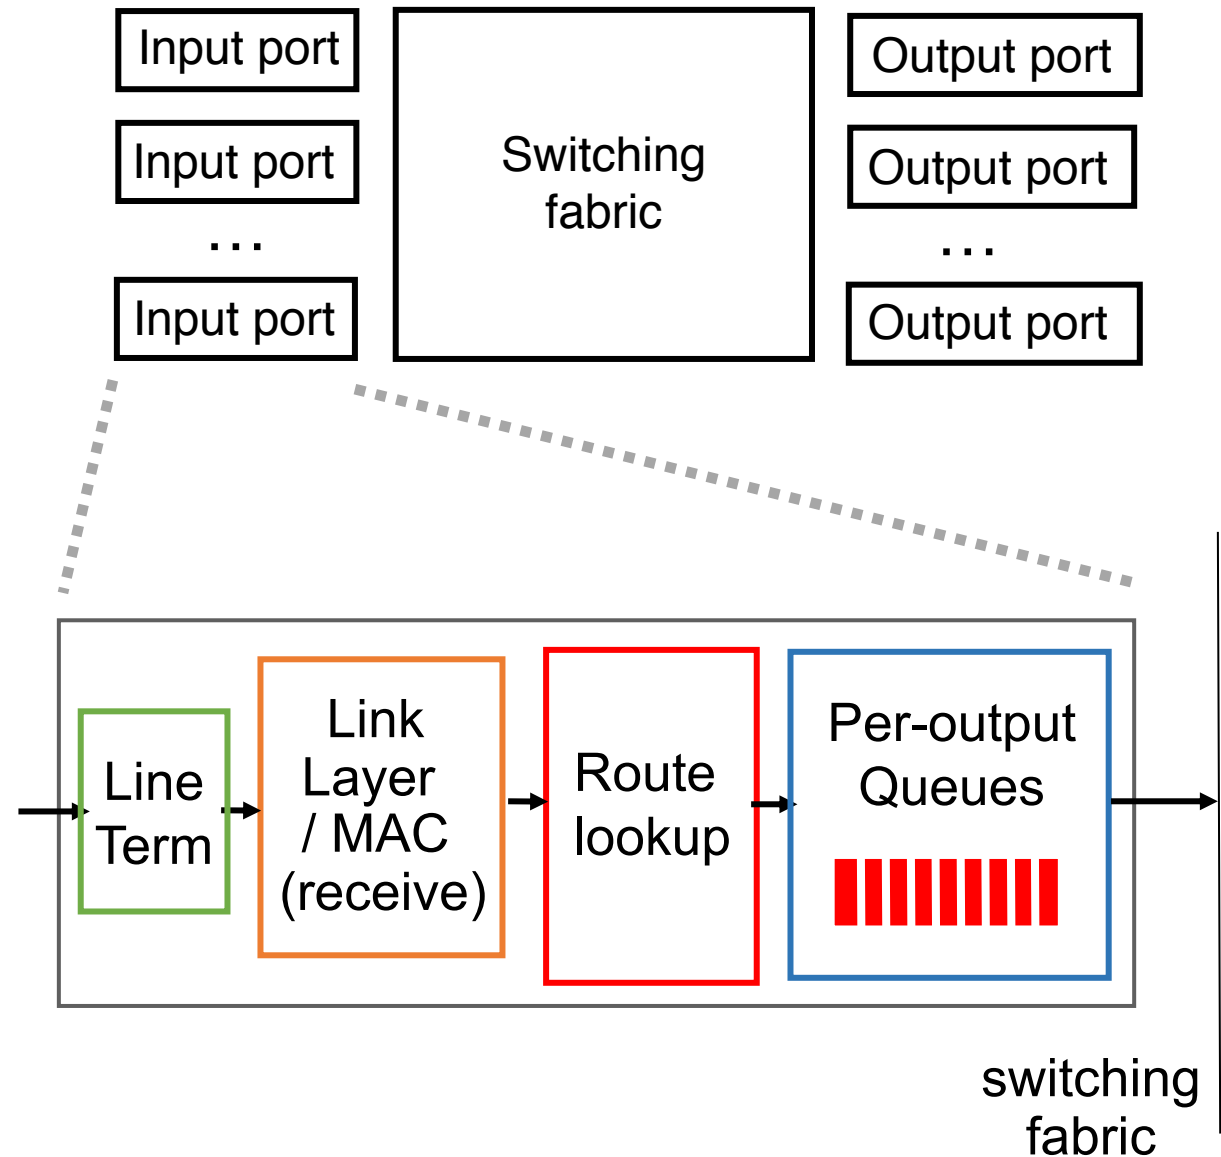 Input port
Input port
…
Input port
Switching
fabric
Output port
Output port
…
Output port
Line
Term
Link
Layer
/ MAC
(receive)
Route
lookup
Per-output
Queues
switching
fabric